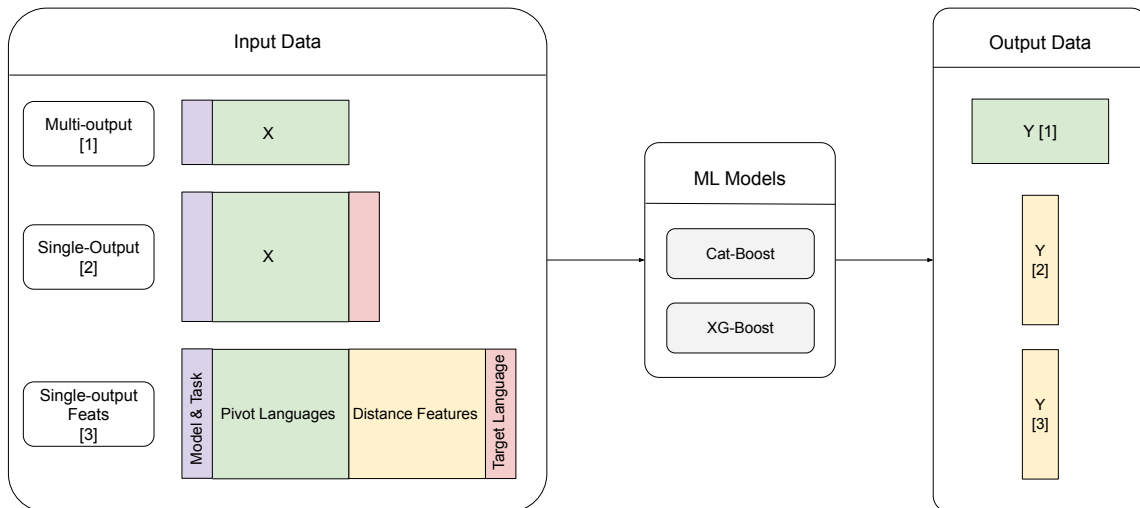 Input Data
Multi-output
[1]
X
Single-Output
[2]
X
Single-output
Feats
[3]
Model & Task
Pivot Languages
Distance Features
Target Language
ML Models
Cat-Boost
XG-Boost
Output Data
Y [1]
Y
[2]
Y
[3]